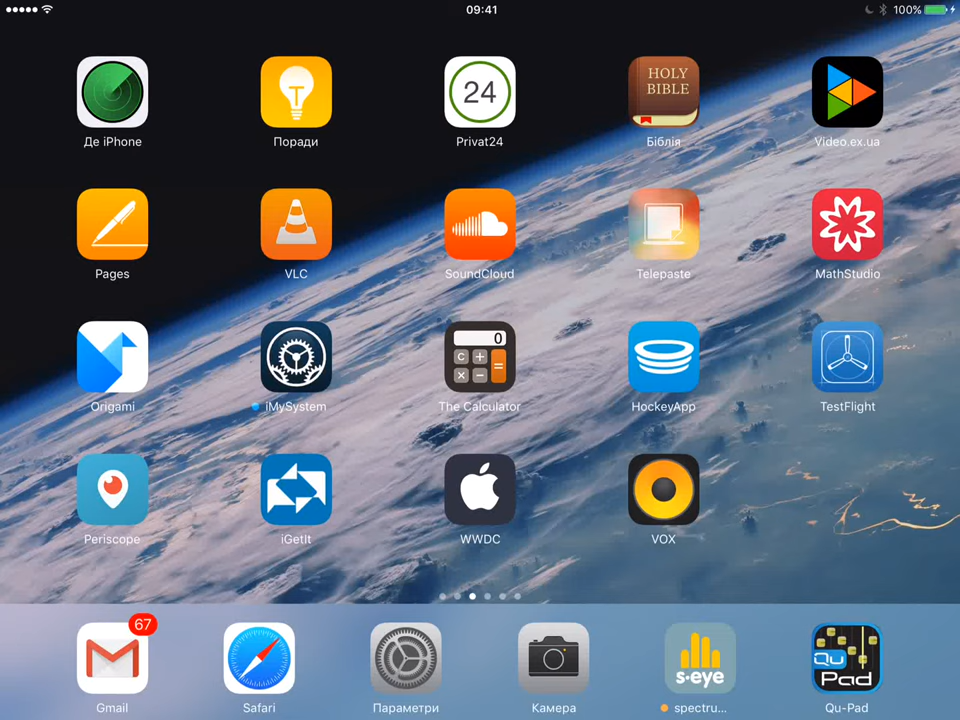 09:41
100%
24
HOLY
BIBLE
Де iPhone
Поради
Privat24
Біблія
Video.ex.ua
Pages
VLC
SoundCloud
Telepaste
MathStudio
0
C + = × −
Origami
iMySystem
The Calculator
HockeyApp
TestFlight
Periscope
iGetIt
WWDC
VOX
67
s·eye
Qu
Pad
Gmail
Safari
Параметри
Камера
spectru...
Qu-Pad